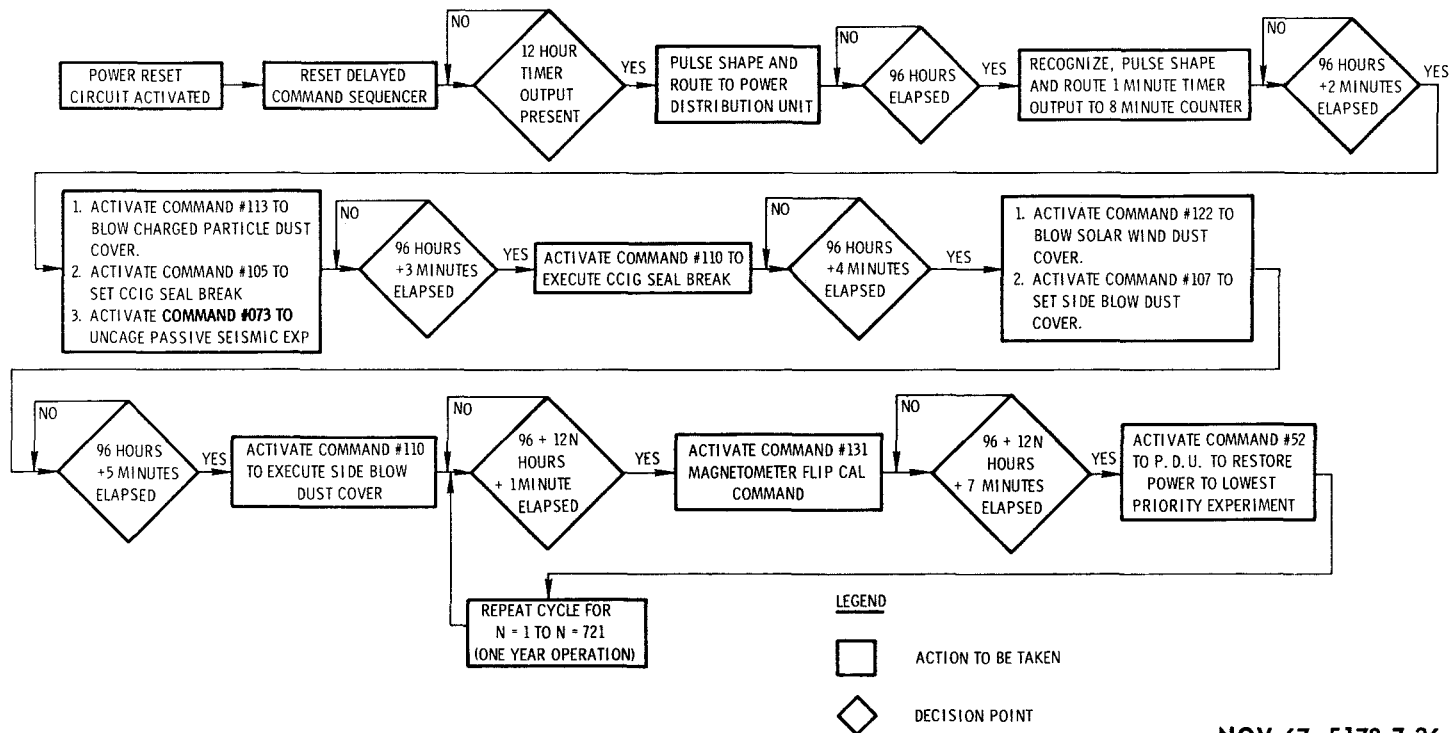 POWER RESET
CIRCUIT ACTIVATED
RESET DELAYED
COMMAND SEQUENCER
NO
12 HOUR
TIMER
OUTPUT
PRESENT
YES
PULSE SHAPE AND
ROUTE TO POWER
DISTRIBUTION UNIT
NO
96 HOURS
ELAPSED
YES
RECOGNIZE, PULSE SHAPE
AND ROUTE 1 MINUTE TIMER
OUTPUT TO 8 MINUTE COUNTER
NO
96 HOURS
+2 MINUTES
ELAPSED
YES
1. ACTIVATE COMMAND #113 TO
BLOW CHARGED PARTICLE DUST
COVER.
2. ACTIVATE COMMAND #105 TO
SET CCIG SEAL BREAK
3. ACTIVATE COMMAND #073 TO
UNCAGE PASSIVE SEISMIC EXP
NO
96 HOURS
+3 MINUTES
ELAPSED
YES
ACTIVATE COMMAND #110 TO
EXECUTE CCIG SEAL BREAK
NO
96 HOURS
+4 MINUTES
ELAPSED
YES
1. ACTIVATE COMMAND #122 TO
BLOW SOLAR WIND DUST
COVER.
2. ACTIVATE COMMAND #107 TO
SET SIDE BLOW DUST
COVER.
NO
96 HOURS
+5 MINUTES
ELAPSED
YES
ACTIVATE COMMAND #110
TO EXECUTE SIDE BLOW
DUST COVER
NO
96 + 12N
HOURS
+ 1MINUTE
ELAPSED
YES
ACTIVATE COMMAND #131
MAGNETOMETER FLIP CAL
COMMAND
NO
96 + 12N
HOURS
+ 7 MINUTES
ELAPSED
YES
ACTIVATE COMMAND #52
TO P. D. U. TO RESTORE
POWER TO LOWEST
PRIORITY EXPERIMENT
REPEAT CYCLE FOR
N = 1 TO N = 721
(ONE YEAR OPERATION)
LEGEND
ACTION TO BE TAKEN
DECISION POINT